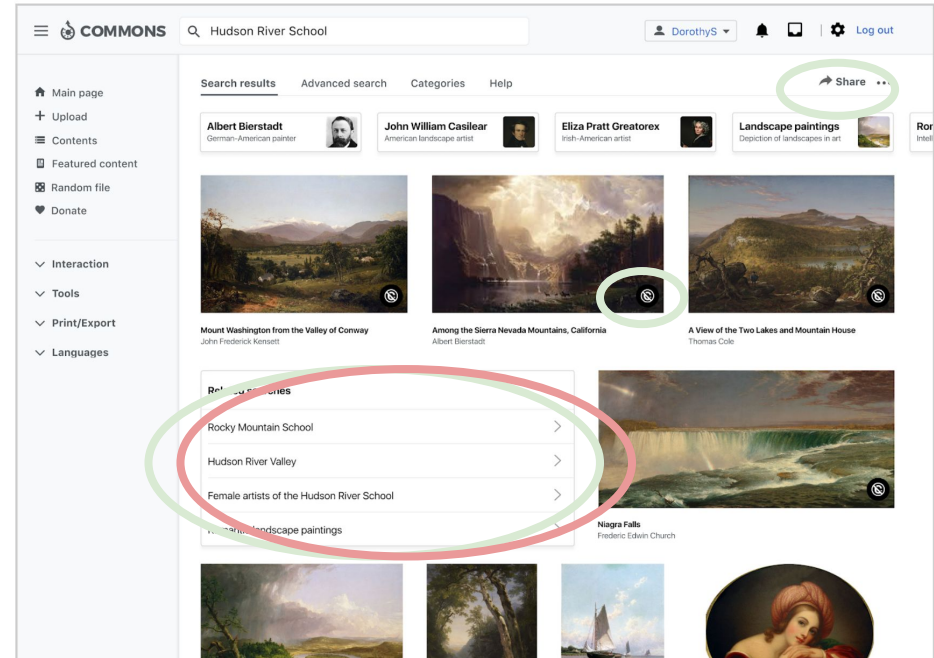 COMMONS
Hudson River School
DorothyS
Log out
Main page
Upload
Contents
Featured content
Random file
Donate
Interaction
Tools
Print/Export
Languages
Search results Advanced search Categories Help
Share
Albert Bierstadt
German-American painter
John William Casilear
American landscape artist
Eliza Pratt Greatorex
Irish-American artist
Landscape paintings
Depiction of landscapes in art
Mount Washington from the Valley of Conway
John Frederick Kensett
Among the Sierra Nevada Mountains, California
Albert Bierstadt
A View of the Two Lakes and Mountain House
Thomas Cole
Related searches
Rocky Mountain School
Hudson River Valley
Female artists of the Hudson River School
landscape paintings
Niagra Falls
Frederic Edwin Church